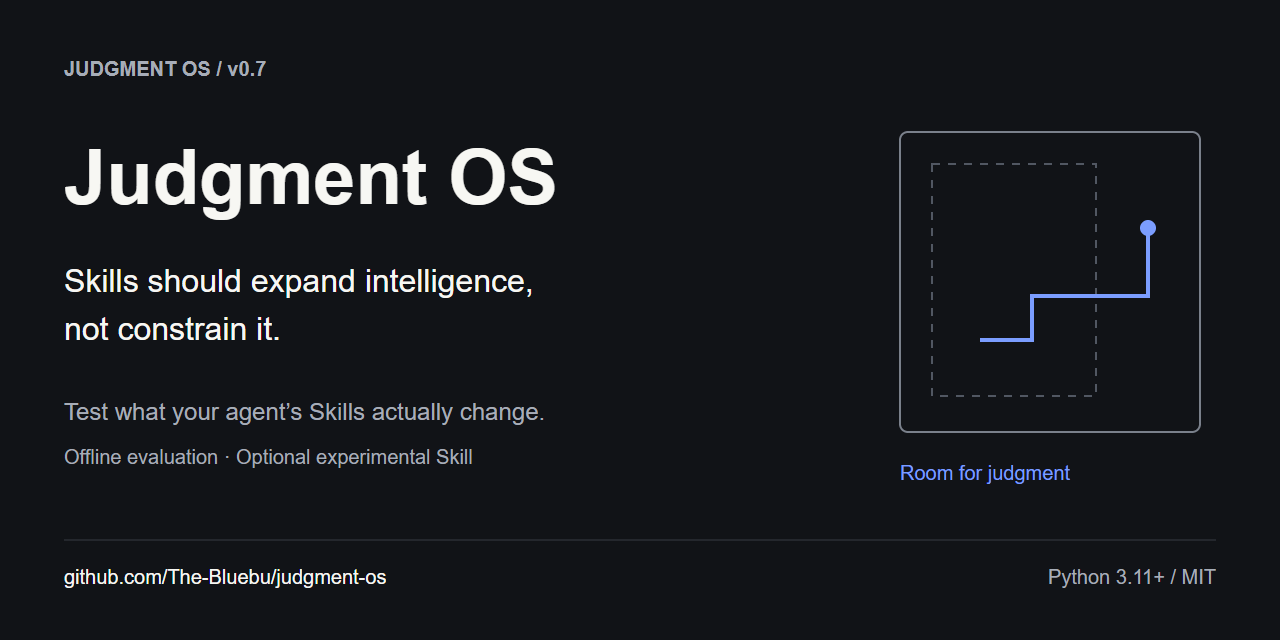 JUDGMENT OS / v0.7
Judgment OS
Skills should expand intelligence,
not constrain it.
Test what your agent’s Skills actually change.
Offline evaluation · Optional experimental Skill
Room for judgment
github.com/The-Bluebu/judgment-os
Python 3.11+ / MIT